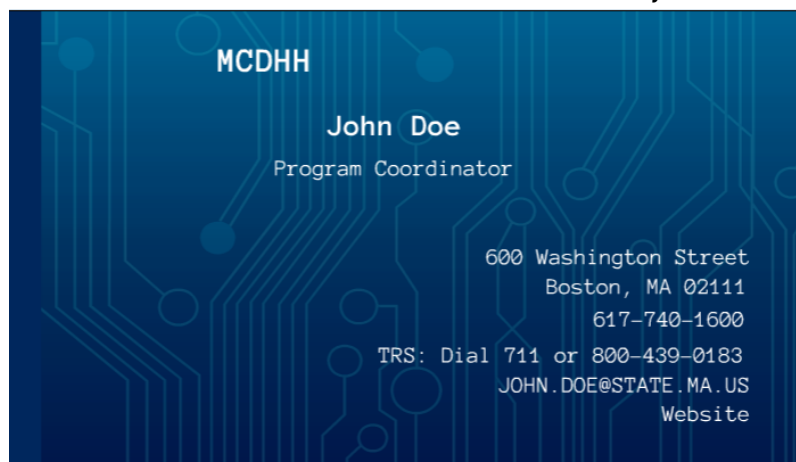 MCDHH
John Doe
Program Coordinator
600 Washington Street
Boston, MA 02111
617-740-1600
TRS: Dial 711 or 800-439-0183
JOHN.DOE@STATE.MA.US
Website